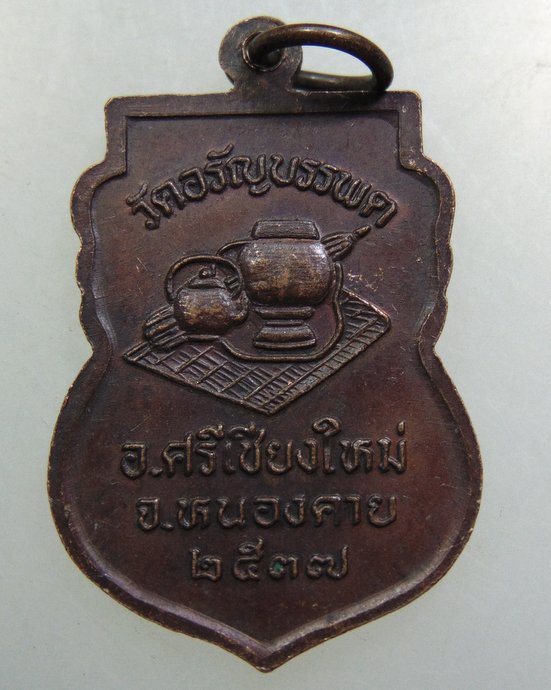 วัดอรัญบรรพต
อ.ศรีเชียงใหม่
จ.หนองคาย
๒๕๓๗